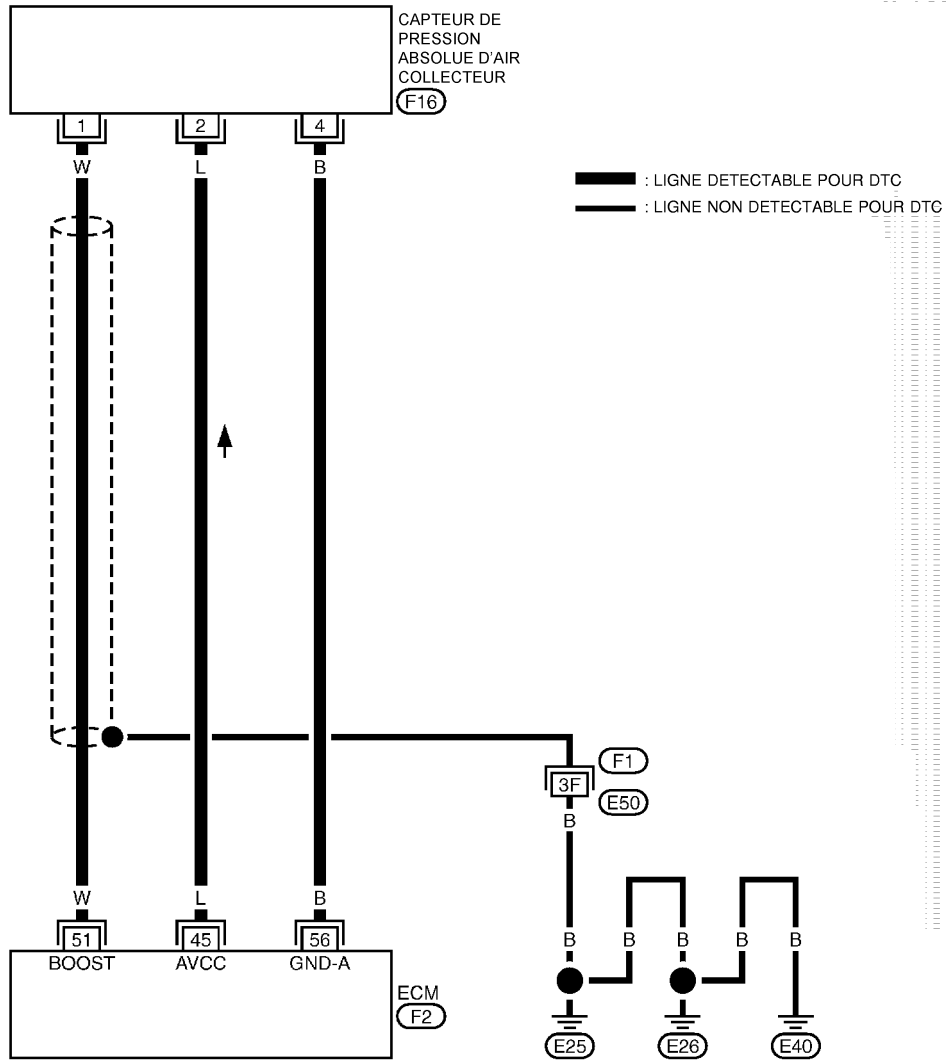 CAPTEUR DE
PRESSION
ABSOLUE D'AIR
COLLECTEUR
F16
1 2 4
W L B
: LIGNE DETECTABLE POUR DTC
: LIGNE NON DETECTABLE POUR DTC
F1
3F
E50
B
W L B
51 45 56
BOOST AVCC GND-A
ECM
F2
B B B B B
E25 E26 E40